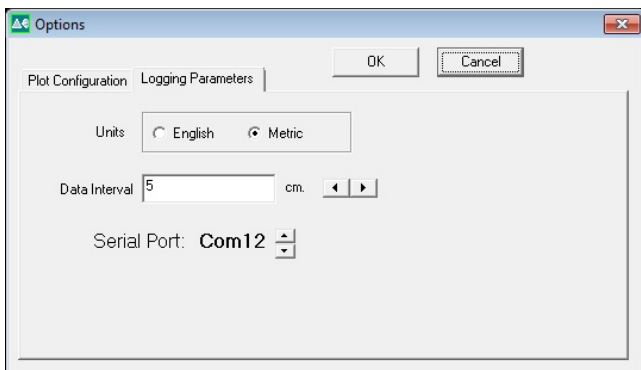 Options
OK Cancel
Plot Configuration Logging Parameters
Units English Metric
Data Interval 5 cm.
Serial Port: Com12